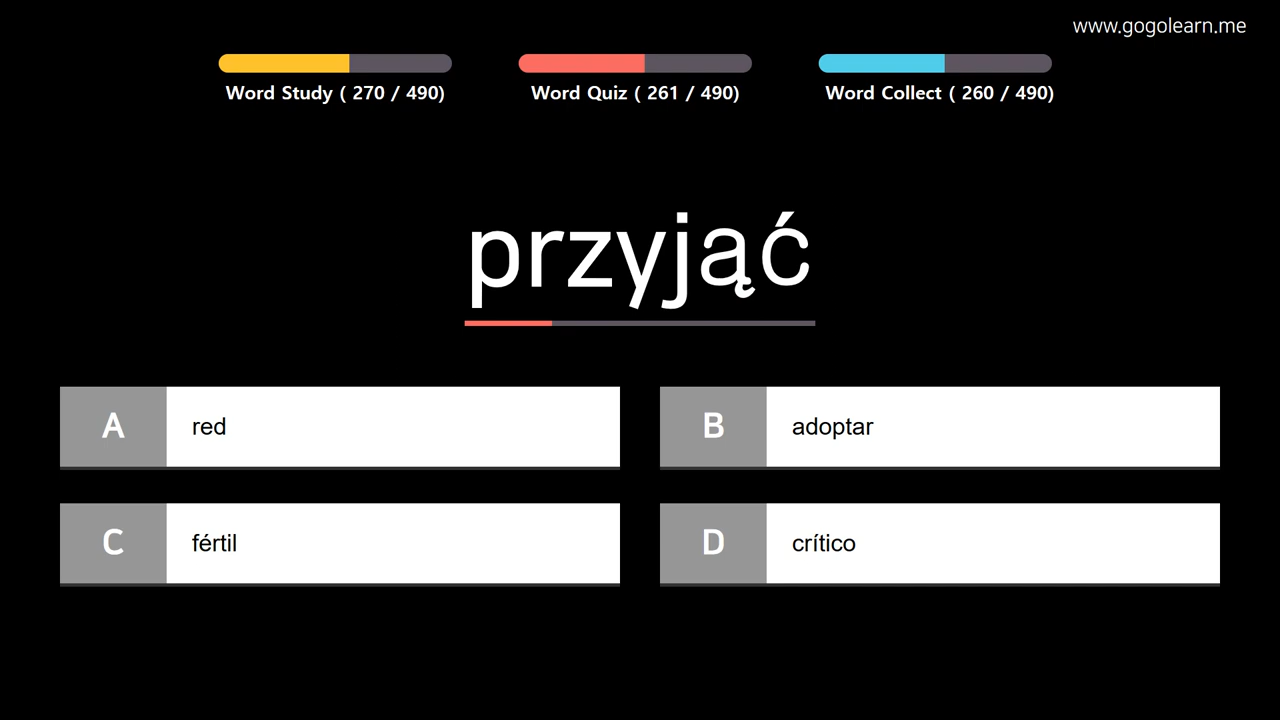 www.gogolearn.me
Word Study ( 270 / 490)
Word Quiz ( 261 / 490)
Word Collect ( 260 / 490)
przyjąć
A
red
B
adoptar
C
fértil
D
crítico